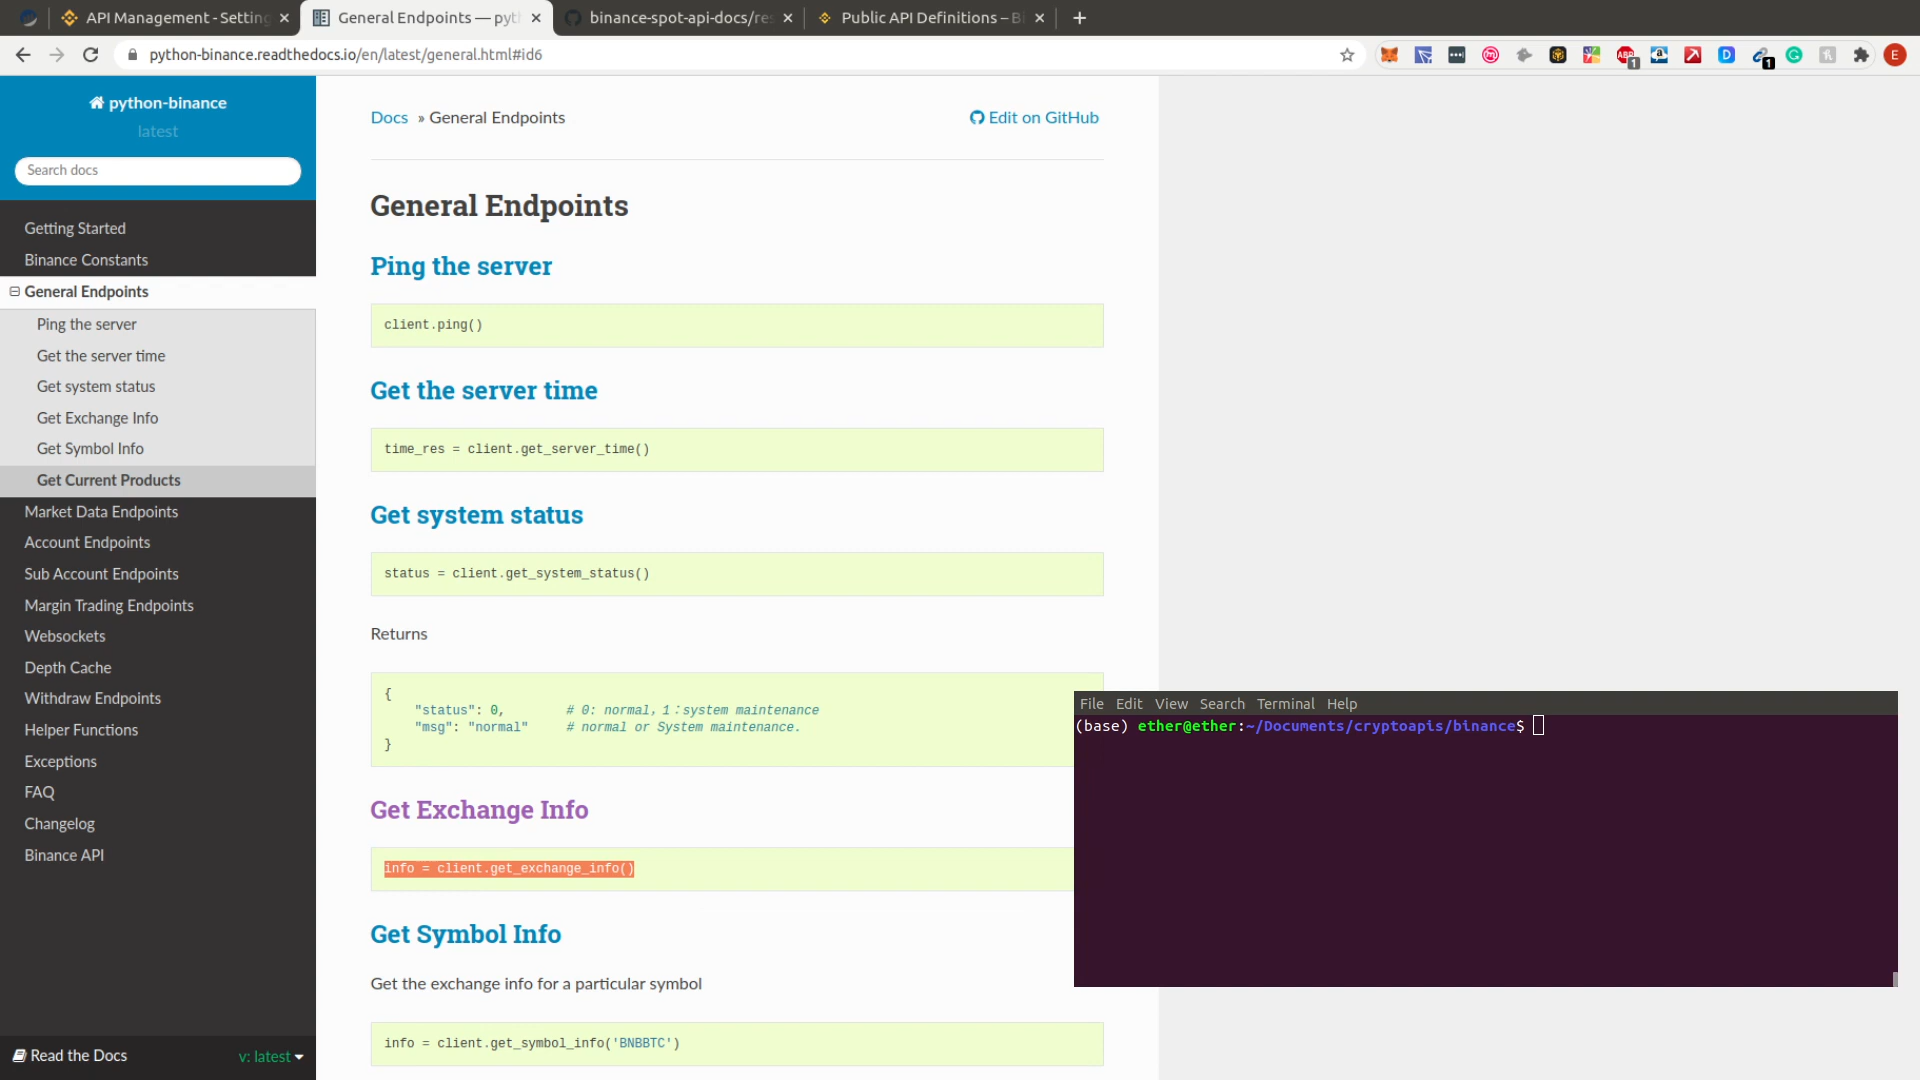 API Management - Setting
General Endpoints — pyth
binance-spot-api-docs/res
Public API Definitions – Bi
python-binance.readthedocs.io/en/latest/general.html#id6
ABP
1
a
D
1
E
python-binance
latest
Search docs
Getting Started
Binance Constants
General Endpoints
Ping the server
Get the server time
Get system status
Get Exchange Info
Get Symbol Info
Get Current Products
Market Data Endpoints
Account Endpoints
Sub Account Endpoints
Margin Trading Endpoints
Websockets
Depth Cache
Withdraw Endpoints
Helper Functions
Exceptions
FAQ
Changelog
Binance API
Read the Docs
v: latest
Docs » General Endpoints
Edit on GitHub
General Endpoints
Ping the server
client.ping()
Get the server time
time_res = client.get_server_time()
Get system status
status = client.get_system_status()
Returns
{
"status": 0, # 0: normal，1：system maintenance
"msg": "normal" # normal or System maintenance.
}
Get Exchange Info
info = client.get_exchange_info()
Get Symbol Info
Get the exchange info for a particular symbol
info = client.get_symbol_info('BNBBTC')
File Edit View Search Terminal Help
(base) ether@ether:~/Documents/cryptoapis/binance$